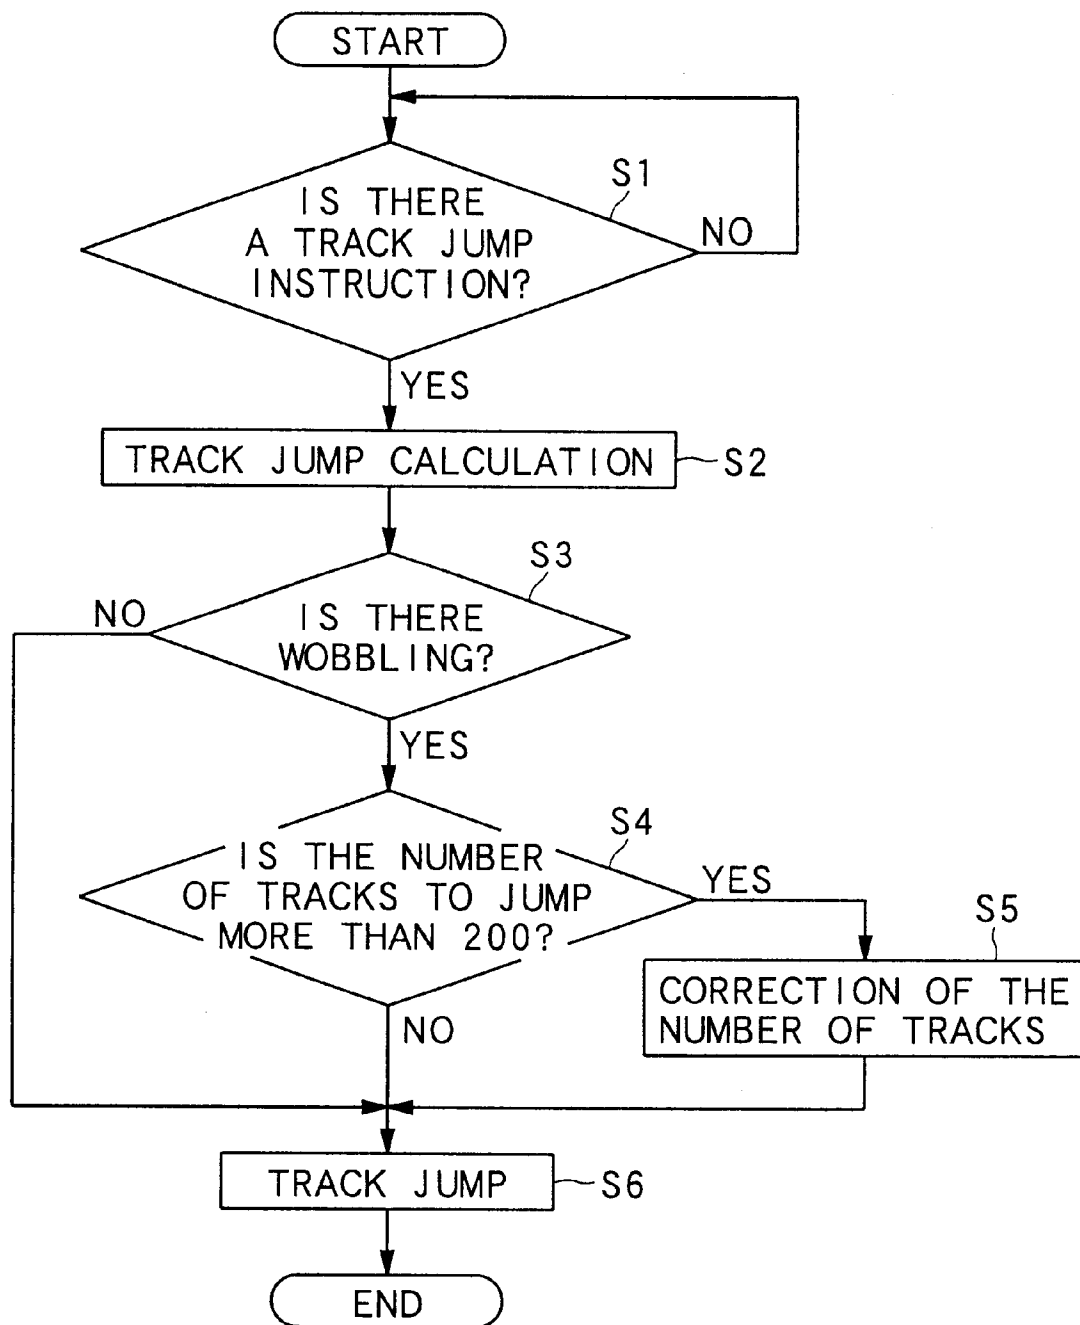 START
S1
IS THERE
A TRACK JUMP
INSTRUCTION?
NO
YES
TRACK JUMP CALCULATION
S2
S3
NO
IS THERE
WOBBLING?
YES
S4
IS THE NUMBER
OF TRACKS TO JUMP
MORE THAN 200?
YES
S5
CORRECTION OF THE
NUMBER OF TRACKS
NO
TRACK JUMP
S6
END